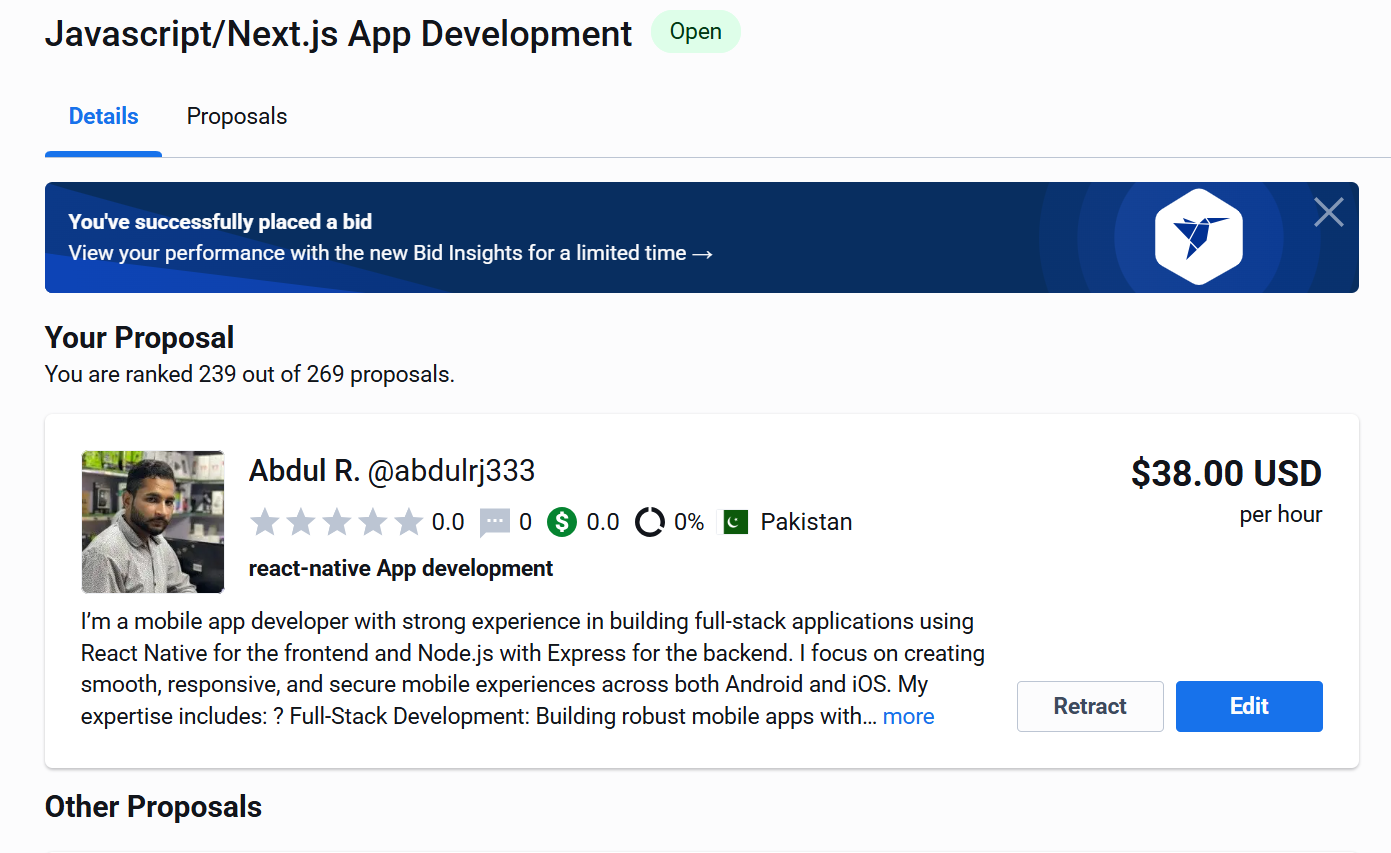 Javascript/Next.js App Development Open
Details Proposals
You've successfully placed a bid
View your performance with the new Bid Insights for a limited time →
Your Proposal
You are ranked 239 out of 269 proposals.
Abdul R. @abdulrj333
$38.00 USD
0.0 0 0.0 0% Pakistan
per hour
react-native App development
I’m a mobile app developer with strong experience in building full-stack applications using
React Native for the frontend and Node.js with Express for the backend. I focus on creating
smooth, responsive, and secure mobile experiences across both Android and iOS. My
expertise includes: ? Full-Stack Development: Building robust mobile apps with... more
Retract Edit
Other Proposals